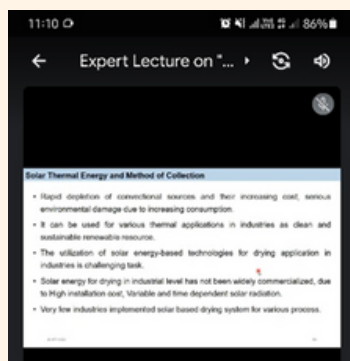 11:10
86%
Expert Lecture on "...
Solar Thermal Energy and Method of Collection
• Rapid depletion of convectional sources and their increasing cost, serious
environmental damage due to increasing consumption.
• It can be used for various thermal applications in industries as clean and
sustainable renewable resource.
• The utilization of solar energy-based technologies for drying application in
industries is challenging task.
• Solar energy for drying in industrial level has not been widely commercialized, due
to High installation cost, Variable and time dependent solar radiation.
• Very few industries implemented solar based drying system for various process.